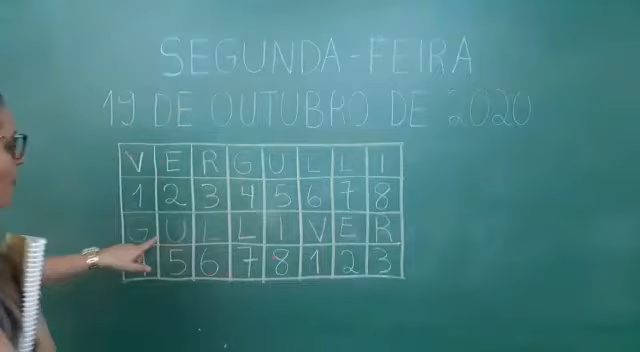 SEGUNDA-FEIRA
19 DE OUTUBRO DE 2020
V E R G U L L I
1 2 3 4 5 6 7 8
G U L L I V E R
4 5 6 7 8 1 2 3